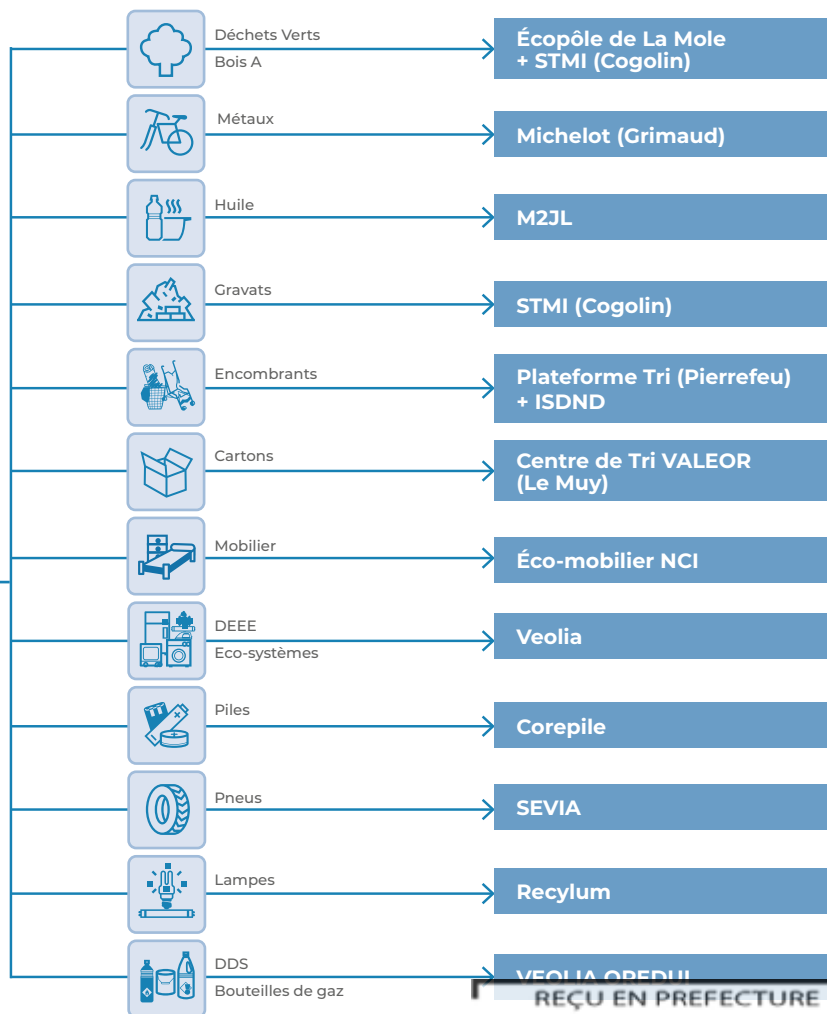 Déchets Verts
Bois A
Écopôle de La Mole
+ STMI (Cogolin)
Métaux
Michelot (Grimaud)
Huile
M2JL
Gravats
STMI (Cogolin)
Encombrants
Plateforme Tri (Pierrefeu)
+ ISDND
Cartons
Centre de Tri VALEOR
(Le Muy)
Mobilier
Éco-mobilier NCI
DEEE
Eco-systèmes
Veolia
Piles
Corepile
Pneus
SEVIA
Lampes
Recylum
DDS
Bouteilles de gaz
VEOLIA OREDUI
REÇU EN PREFECTURE